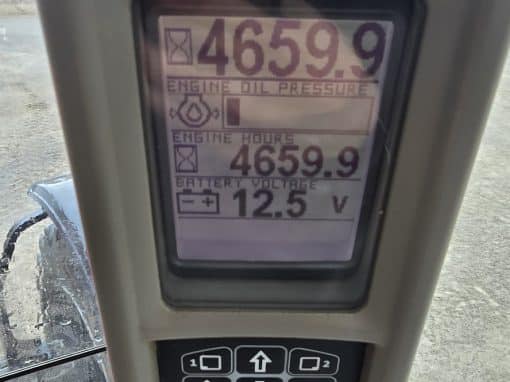 4659.9
ENGINE OIL PRESSURE
ENGINE HOURS
4659.9
BATTERY VOLTAGE
12.5 V
1 2